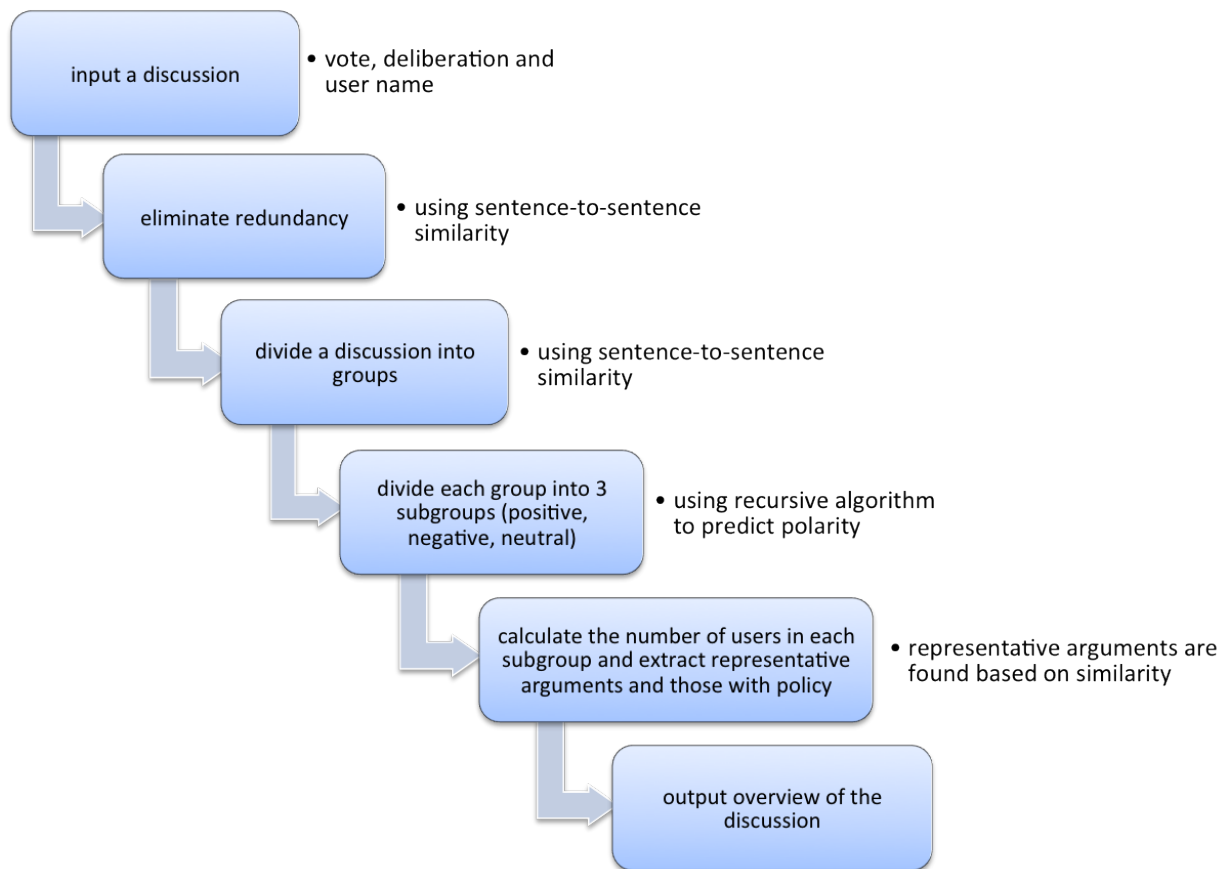 input a discussion
• vote, deliberation and
user name
eliminate redundancy
• using sentence-to-sentence
similarity
divide a discussion into
groups
• using sentence-to-sentence
similarity
divide each group into 3
subgroups (positive,
negative, neutral)
• using recursive algorithm
to predict polarity
calculate the number of users in each
subgroup and extract representative
arguments and those with policy
• representative arguments are
found based on similarity
output overview of the
discussion